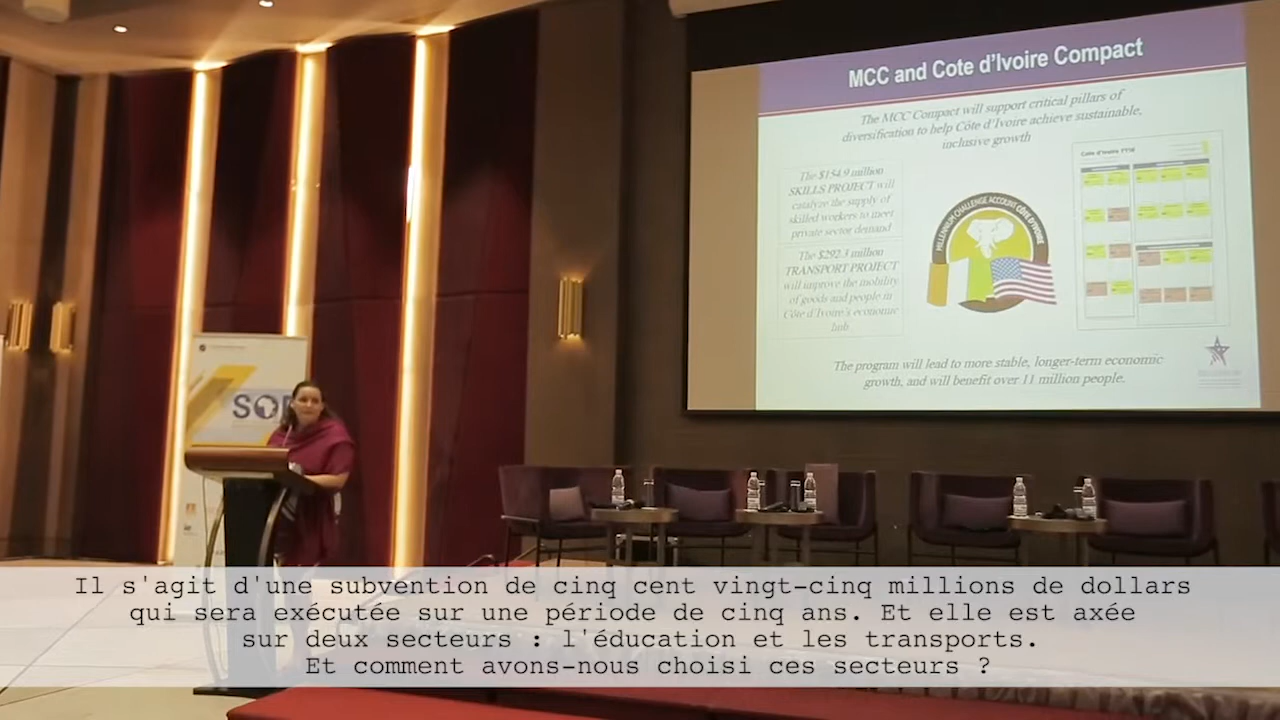 MCC and Cote d'Ivoire Compact
The MCC Compact will support critical pillars of
diversification to help Côte d'Ivoire achieve sustainable,
inclusive growth
The $154.9 million
SKILLS PROJECT will
catalyze the supply of
skilled workers to meet
private sector demand
The $292.3 million
TRANSPORT PROJECT
will improve the mobility
of goods and people in
Côte d'Ivoire's economic
hub.
MILLENNIUM CHALLENGE ACCOUNT CÔTE D'IVOIRE
The program will lead to more stable, longer-term economic
growth, and will benefit over 11 million people.
Il s'agit d'une subvention de cinq cent vingt-cinq millions de dollars
qui sera exécutée sur une période de cinq ans. Et elle est axée
sur deux secteurs : l'éducation et les transports.
Et comment avons-nous choisi ces secteurs ?